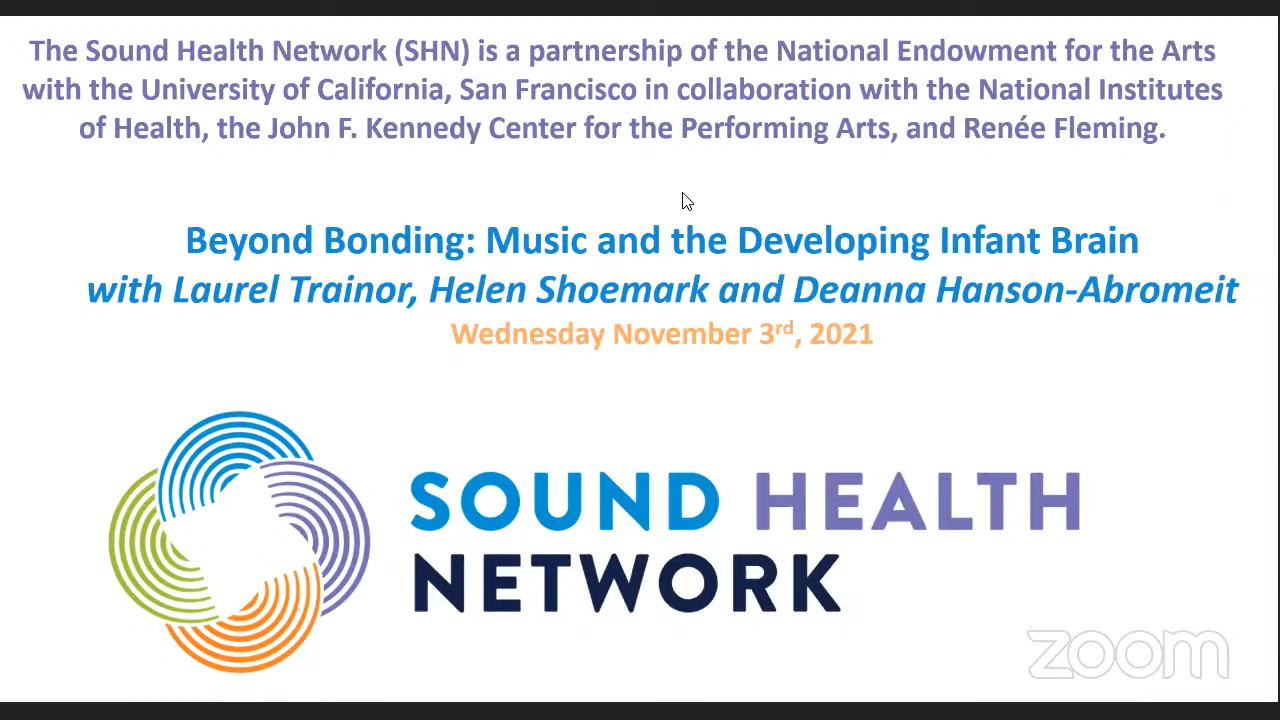 The Sound Health Network (SHN) is a partnership of the National Endowment for the Arts
with the University of California, San Francisco in collaboration with the National Institutes
of Health, the John F. Kennedy Center for the Performing Arts, and Renée Fleming.
Beyond Bonding: Music and the Developing Infant Brain
with Laurel Trainor, Helen Shoemark and Deanna Hanson-Abromeit
Wednesday November 3rd, 2021
SOUND HEALTH
NETWORK
zoom